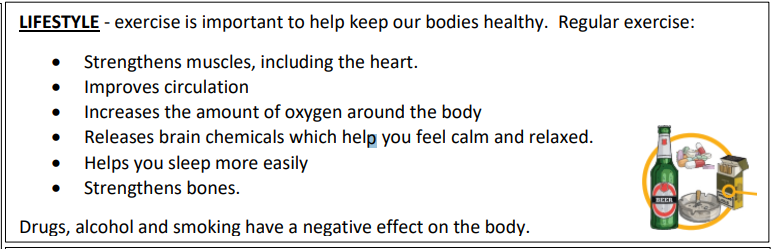 LIFESTYLE - exercise is important to help keep our bodies healthy.  Regular exercise:
• Strengthens muscles, including the heart.
• Improves circulation
• Increases the amount of oxygen around the body
• Releases brain chemicals which help you feel calm and relaxed.
• Helps you sleep more easily
• Strengthens bones.
BEER
Drugs, alcohol and smoking have a negative effect on the body.